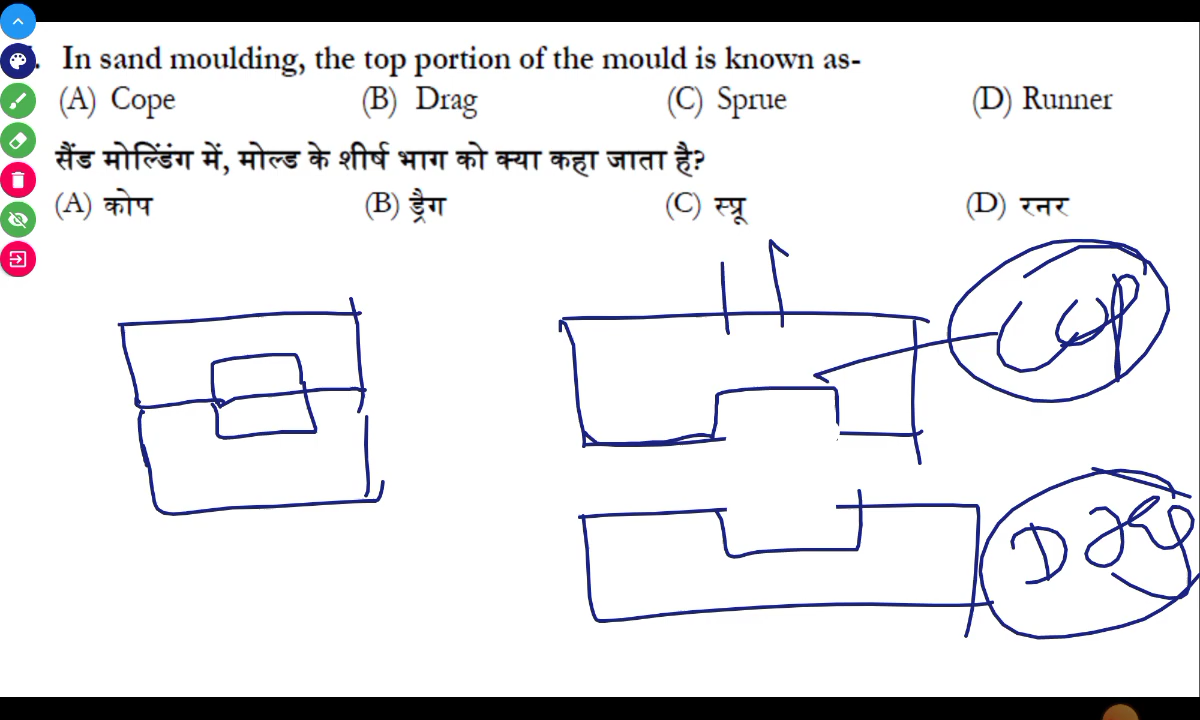 . In sand moulding, the top portion of the mould is known as-
(A) Cope (B) Drag (C) Sprue (D) Runner
सैंड मोल्डिंग में, मोल्ड के शीर्ष भाग को क्या कहा जाता है?
(A) कोप (B) ड्रैग (C) स्प्रू (D) रनर
Cop
Drag